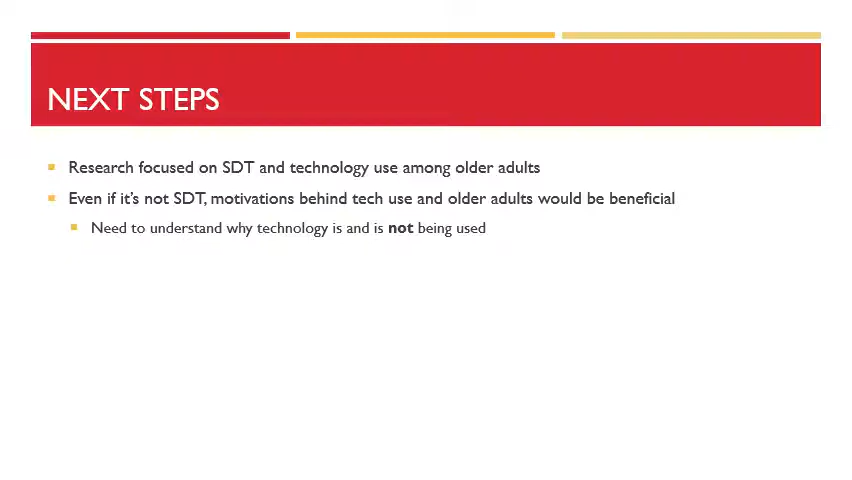 NEXT STEPS
Research focused on SDT and technology use among older adults
Even if it's not SDT, motivations behind tech use and older adults would be beneficial
Need to understand why technology is and is not being used